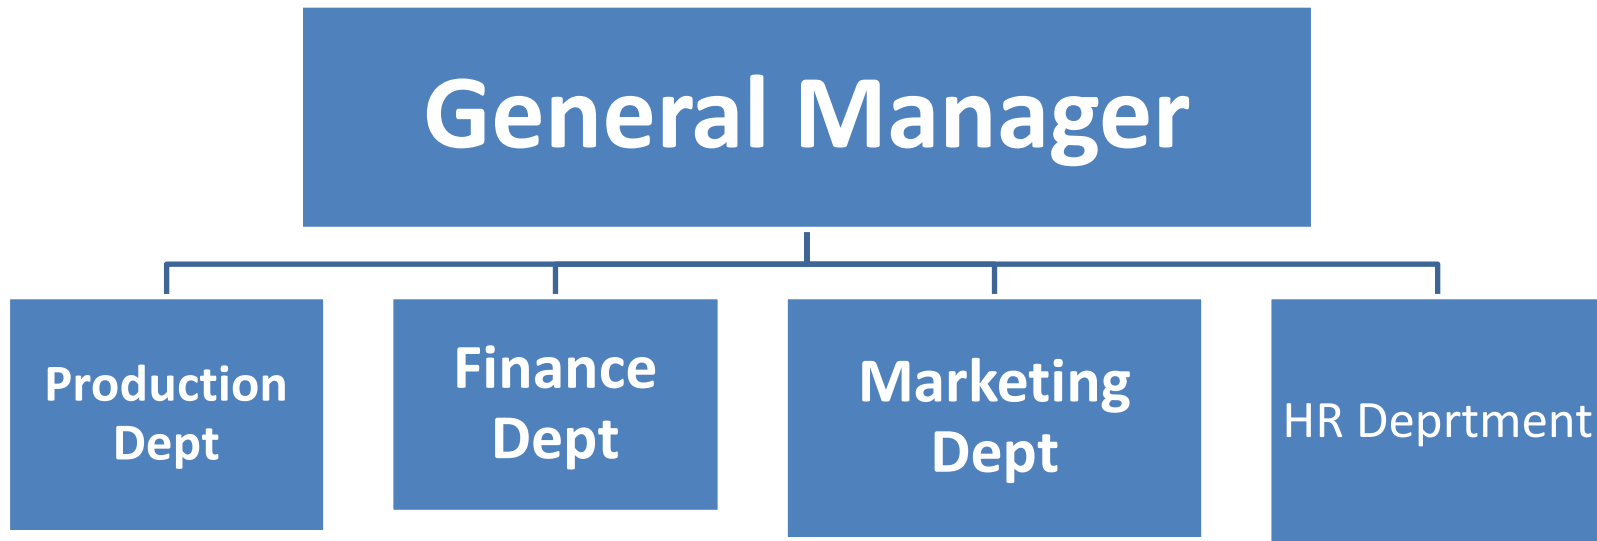 General Manager
Production
Dept
Finance
Dept
Marketing
Dept
HR Deprtment